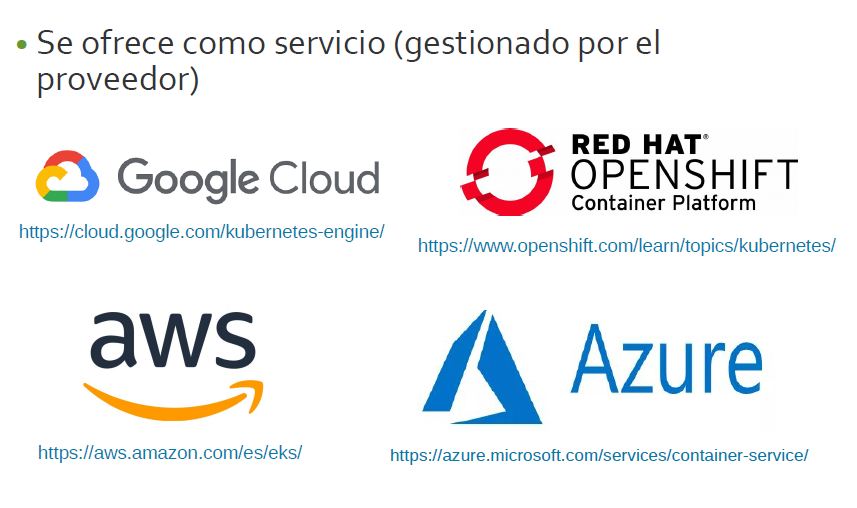 • Se ofrece como servicio (gestionado por el
proveedor)
Google Cloud
https://cloud.google.com/kubernetes-engine/
RED HAT®
OPENSHIFT
Container Platform
https://www.openshift.com/learn/topics/kubernetes/
aws
https://aws.amazon.com/es/eks/
Azure
https://azure.microsoft.com/services/container-service/